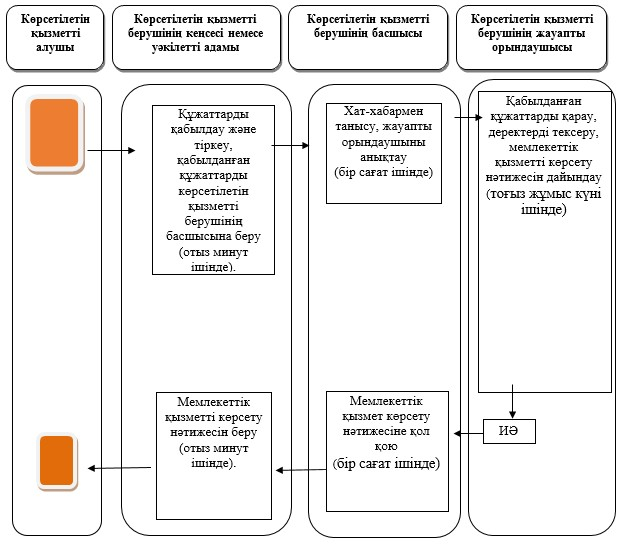 Көрсетілетін
қызметті
алушы
Көрсетілетін қызметті
берушінің кеңсесі немесе
уәкілетті адамы
Көрсетілетін қызметті
берушінің басшысы
Көрсетілетін қызметті
берушінің жауапты
орындаушысы
Құжаттарды
қабылдау және
тіркеу,
қабылданған
құжаттарды
көрсетілетін
қызметті
берушінің
басшысына беру
(отыз минут
ішінде).
Хат-хабармен
танысу, жауапты
орындаушыны
анықтау
(бір сағат ішінде)
Қабылданған
құжаттарды қарау,
деректерді тексеру,
мемлекеттік
қызметті көрсету
нәтижесін дайындау
(тоғыз жұмыс күні
ішінде)
ИӘ
Мемлекеттік
қызмет көрсету
нәтижесіне қол
қою
(бір сағат ішінде)
Мемлекеттік
қызметті көрсету
нәтижесін беру
(отыз минут
ішінде).